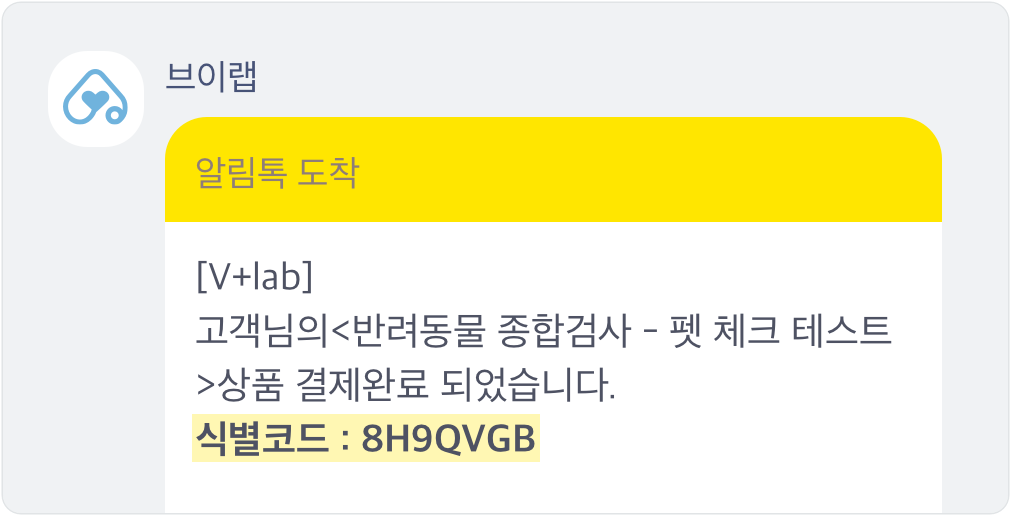 브이랩
알림톡 도착
[V+lab]
고객님의<반려동물 종합검사 - 펫 체크 테스트
>상품 결제완료 되었습니다.
식별코드 : 8H9QVGB